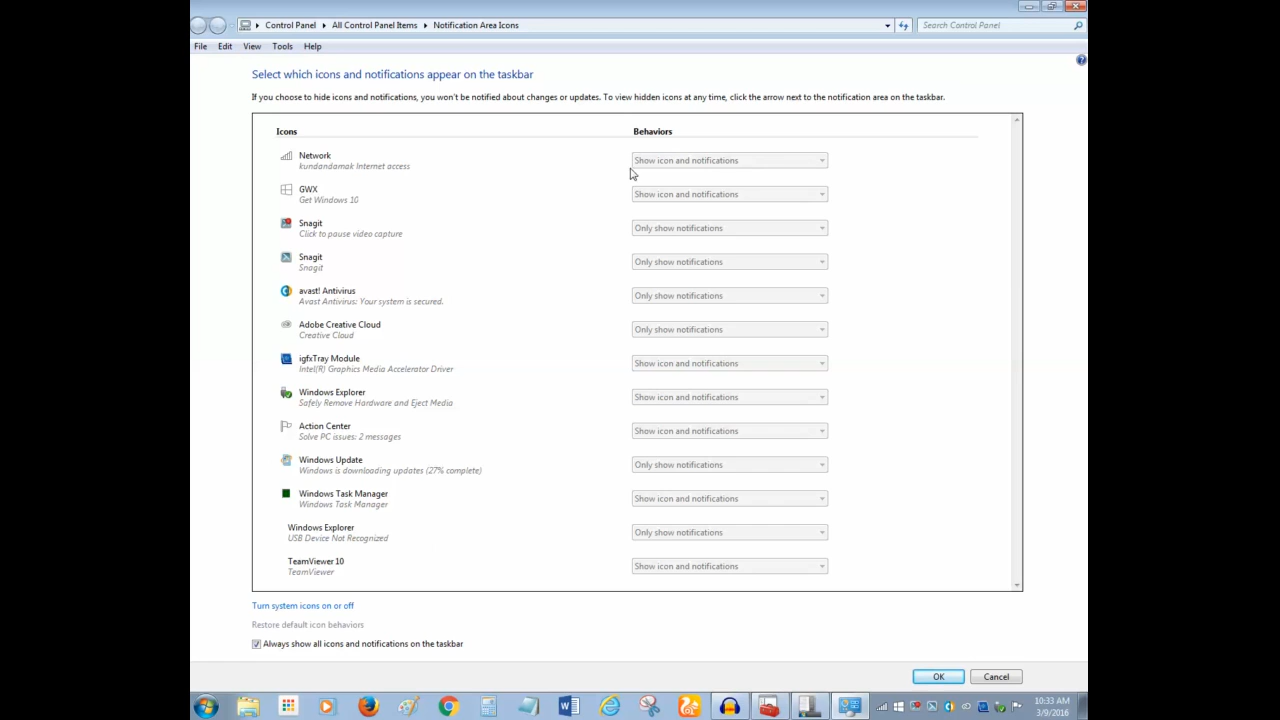 Control Panel ▸ All Control Panel Items ▸ Notification Area Icons
Search Control Panel
File Edit View Tools Help
Select which icons and notifications appear on the taskbar
If you choose to hide icons and notifications, you won't be notified about changes or updates. To view hidden icons at any time, click the arrow next to the notification area on the taskbar.
Icons Behaviors
Network
kundandamak Internet access
Show icon and notifications
GWX
Get Windows 10
Show icon and notifications
Snagit
Click to pause video capture
Only show notifications
Snagit
Snagit
Only show notifications
avast! Antivirus
Avast Antivirus: Your system is secured.
Only show notifications
Adobe Creative Cloud
Creative Cloud
Only show notifications
igfxTray Module
Intel(R) Graphics Media Accelerator Driver
Show icon and notifications
Windows Explorer
Safely Remove Hardware and Eject Media
Show icon and notifications
Action Center
Solve PC issues: 2 messages
Show icon and notifications
Windows Update
Windows is downloading updates (27% complete)
Only show notifications
Windows Task Manager
Windows Task Manager
Show icon and notifications
Windows Explorer
USB Device Not Recognized
Only show notifications
TeamViewer 10
TeamViewer
Show icon and notifications
Turn system icons on or off
Restore default icon behaviors
Always show all icons and notifications on the taskbar
OK Cancel
10:33 AM
3/9/2016